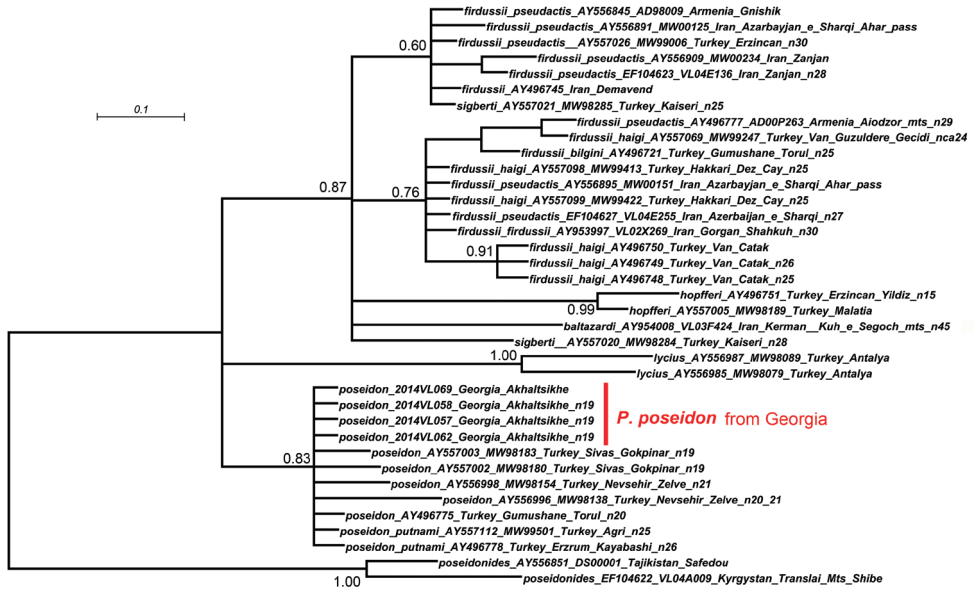 firdussii_pseudactis_AY556845_AD98009_Armenia_Gnishik
firdussii_pseudactis_AY556891_MW00125_Iran_Azarbayjan_e_Sharqi_Ahar_pass
firdussii_pseudactis__AY557026_MW99006_Turkey_Erzincan_n30
0.60
firdussii_pseudactis_AY556909_MW00234_Iran_Zanjan
firdussii_pseudactis_EF104623_VL04E136_Iran_Zanjan_n28
firdussii_AY496745_Iran_Demavend
sigberti_AY557021_MW98285_Turkey_Kaiseri_n25
0.1
firdussii_pseudactis_AY496777_AD00P263_Armenia_Aiodzor_mts_n29
firdussii_haigi_AY557069_MW99247_Turkey_Van_Guzuldere_Gecidi_nca24
firdussii_bilgini_AY496721_Turkey_Gumushane_Torul_n25
firdussii_haigi_AY557098_MW99413_Turkey_Hakkari_Dez_Cay_n25
firdussii_pseudactis_AY556895_MW00151_Iran_Azarbayjan_e_Sharqi_Ahar_pass
0.87
0.76
firdussii_haigi_AY557099_MW99422_Turkey_Hakkari_Dez_Cay_n25
firdussii_pseudactis_EF104627_VL04E255_Iran_Azerbaijan_e_Sharqi_n27
firdussii_firdussii_AY953997_VL02X269_Iran_Gorgan_Shahkuh_n30
0.91
firdussii_haigi_AY496750_Turkey_Van_Catak
firdussii_haigi_AY496749_Turkey_Van_Catak_n26
firdussii_haigi_AY496748_Turkey_Van_Catak_n25
hopfferi_AY496751_Turkey_Erzincan_Yildiz_n15
0.99
hopfferi_AY557005_MW98189_Turkey_Malatia
baltazardi_AY954008_VL03F424_Iran_Kerman__Kuh_e_Segoch_mts_n45
sigberti__AY557020_MW98284_Turkey_Kaiseri_n28
1.00
lycius_AY556987_MW98089_Turkey_Antalya
lycius_AY556985_MW98079_Turkey_Antalya
poseidon_2014VL069_Georgia_Akhaltsikhe
poseidon_2014VL058_Georgia_Akhaltsikhe_n19
poseidon_2014VL057_Georgia_Akhaltsikhe_n19
poseidon_2014VL062_Georgia_Akhaltsikhe_n19
P. poseidon from Georgia
poseidon_AY557003_MW98183_Turkey_Sivas_Gokpinar_n19
0.83
poseidon_AY557002_MW98180_Turkey_Sivas_Gokpinar_n19
poseidon_AY556998_MW98154_Turkey_Nevsehir_Zelve_n21
poseidon_AY556996_MW98138_Turkey_Nevsehir_Zelve_n20_21
poseidon_AY496775_Turkey_Gumushane_Torul_n20
poseidon_putnami_AY557112_MW99501_Turkey_Agri_n25
poseidon_putnami_AY496778_Turkey_Erzrum_Kayabashi_n26
poseidonides_AY556851_DS00001_Tajikistan_Safedou
1.00
poseidonides_EF104622_VL04A009_Kyrgystan_Translai_Mts_Shibe